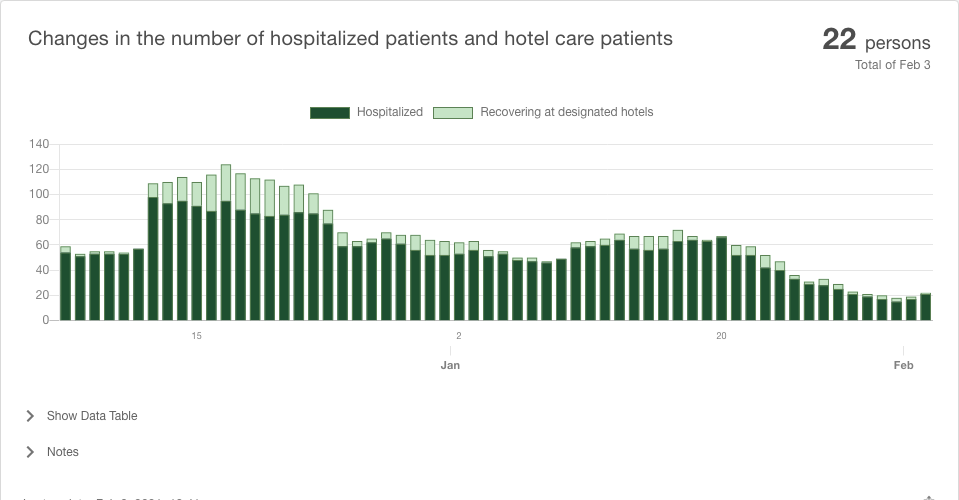 Changes in the number of hospitalized patients and hotel care patients
22 persons
Total of Feb 3
Hospitalized
Recovering at designated hotels
140
120
100
80
60
40
20
0
15
2
20
Jan
Feb
Show Data Table
Notes